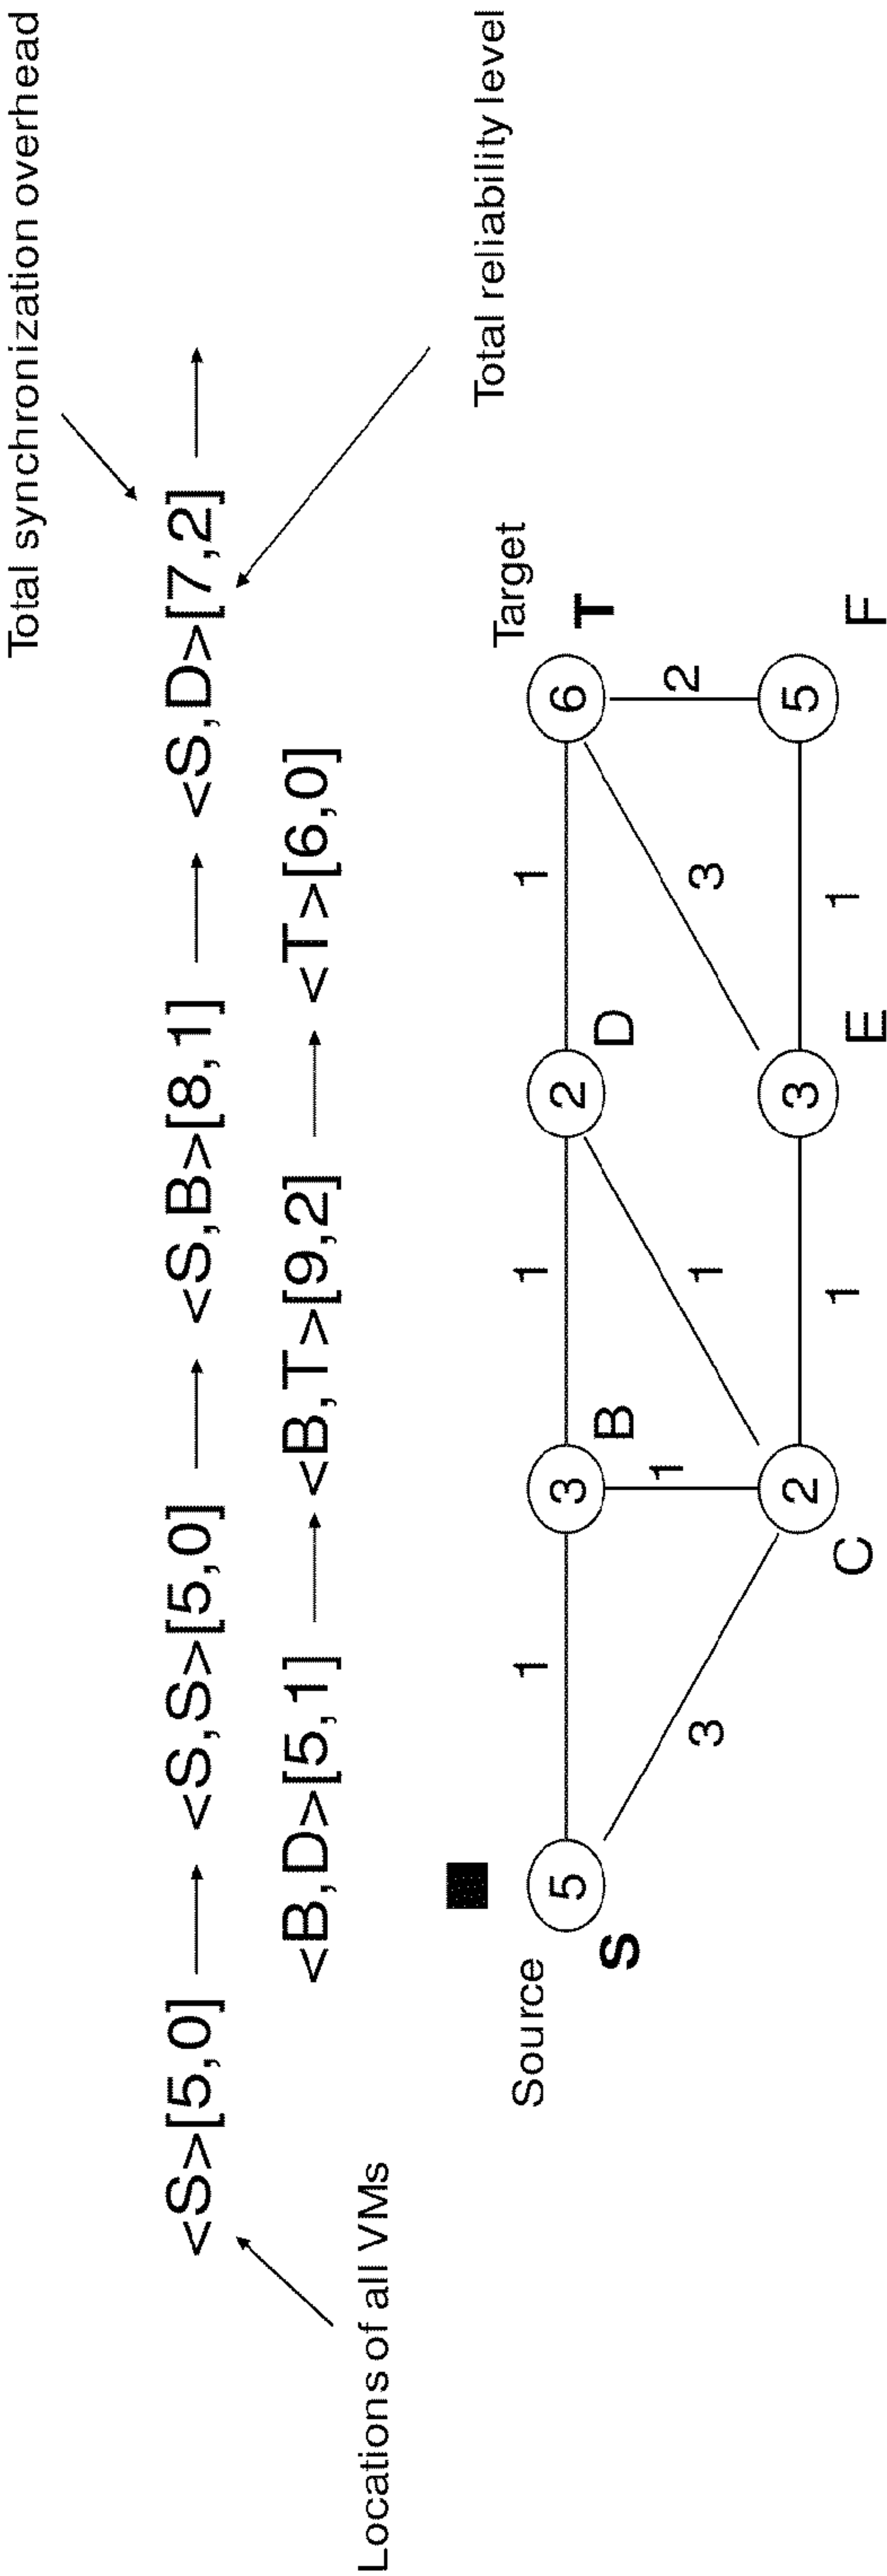 Total synchronization overhead
<S>[5,0] → <S,S>[5,0] → <S,B>[8,1] → <S,D>[7,2] →
<B,D>[5,1] → <B,T>[9,2] → <T>[6,0]
Locations of all VMs
Total reliability level
Source
Target
S
5
1
3
B
1
2
D
1
6
T
3
1
1
3
2
C
2
1
3
E
1
5
F